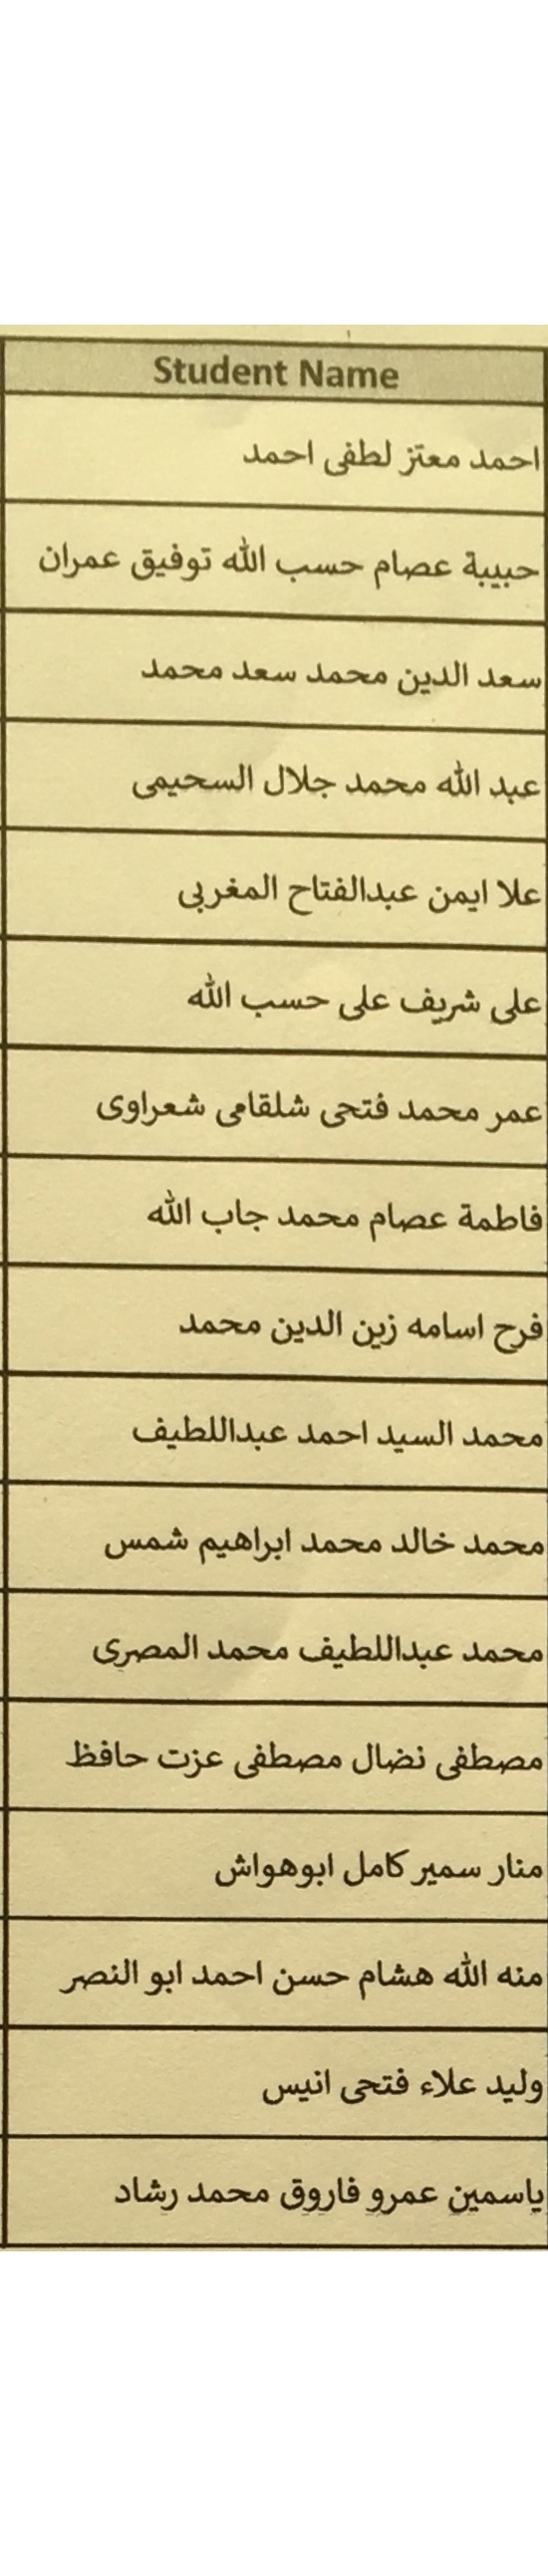 Student Name
احمد معتز لطفى احمد
حبيبة عصام حسب الله توفيق عمران
سعد الدين محمد سعد محمد
عبد الله محمد جلال السحيمى
علا ايمن عبدالفتاح المغربى
على شريف على حسب الله
عمر محمد فتحى شلقامى شعراوى
فاطمة عصام محمد جاب الله
فرح اسامه زين الدين محمد
محمد السيد احمد عبداللطيف
محمد خالد محمد ابراهيم شمس
محمد عبداللطيف محمد المصرى
مصطفى نضال مصطفى عزت حافظ
منار سمير كامل ابوهواش
منه الله هشام حسن احمد ابو النصر
وليد علاء فتحى انيس
ياسمين عمرو فاروق محمد رشاد